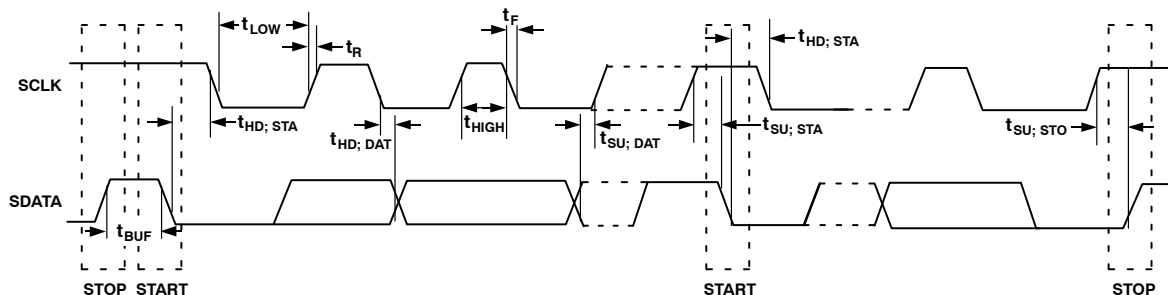 tF
tLOW
tHD; STA
tR
SCLK
tHD; STA
tHD; DAT
tHIGH
tSU; DAT
tSU; STA
tSU; STO
SDATA
tBUF
STOP START START STOP